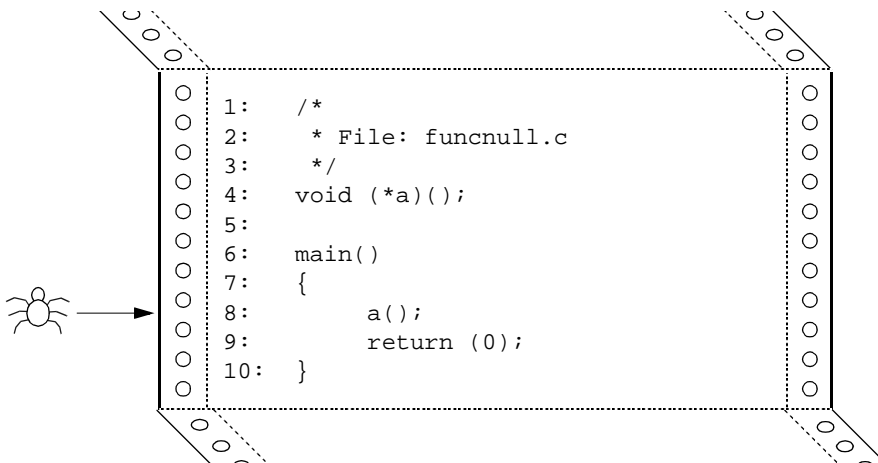 1:   /*
2:    * File: funcnull.c
3:    */
4:   void (*a)();
5:
6:   main()
7:   {
8:        a();
9:        return (0);
10:  }